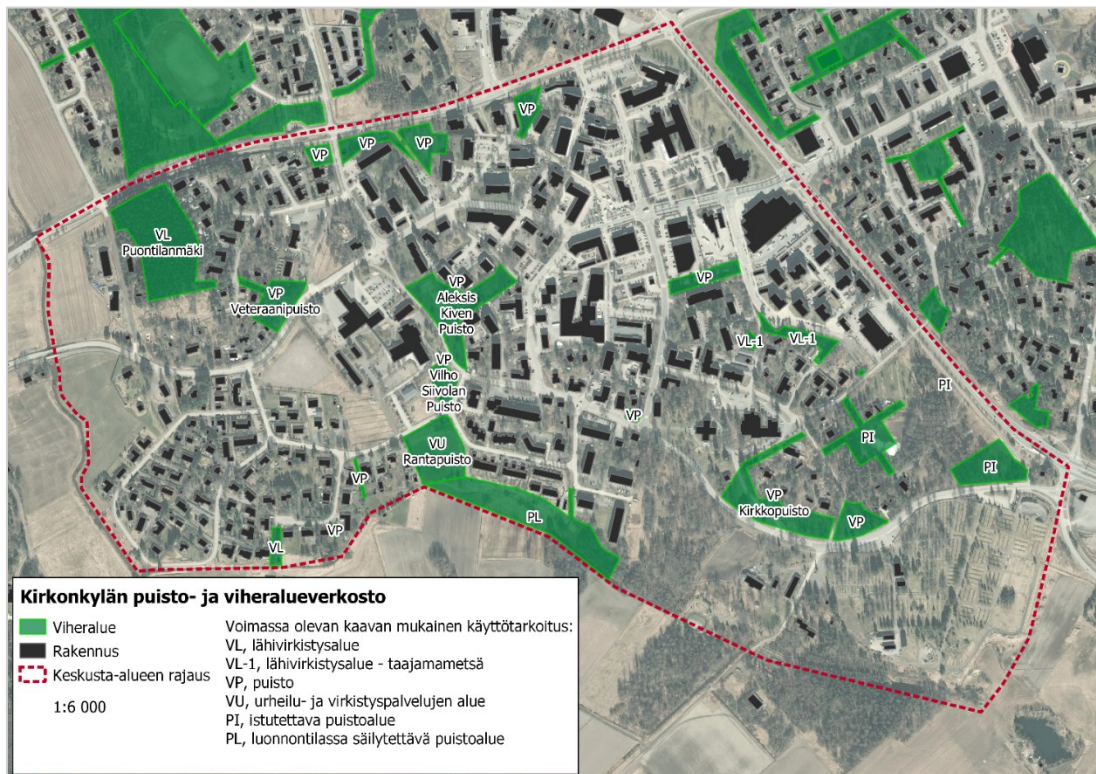 VP
VP
VP
VP
VL
Puontilanmäki
VP
Veteraanipuisto
VP
Aleksis
Kiven
Puisto
VP
VP
Vilho
Siivolan
Puisto
VL-1
VL-1
PI
VP
VU
Rantapuisto
PI
VP
PI
VP
Kirkkopuisto
VP
PL
VP
VL
Kirkonkylän puisto- ja viheralueverkosto
Viheralue
Rakennus
Keskusta-alueen rajaus
1:6 000
Voimassa olevan kaavan mukainen käyttötarkoitus:
VL, lähivirkistysalue
VL-1, lähivirkistysalue - taajamametsä
VP, puisto
VU, urheilu- ja virkistyspalvelujen alue
PI, istutettava puistoalue
PL, luonnontilassa säilytettävä puistoalue